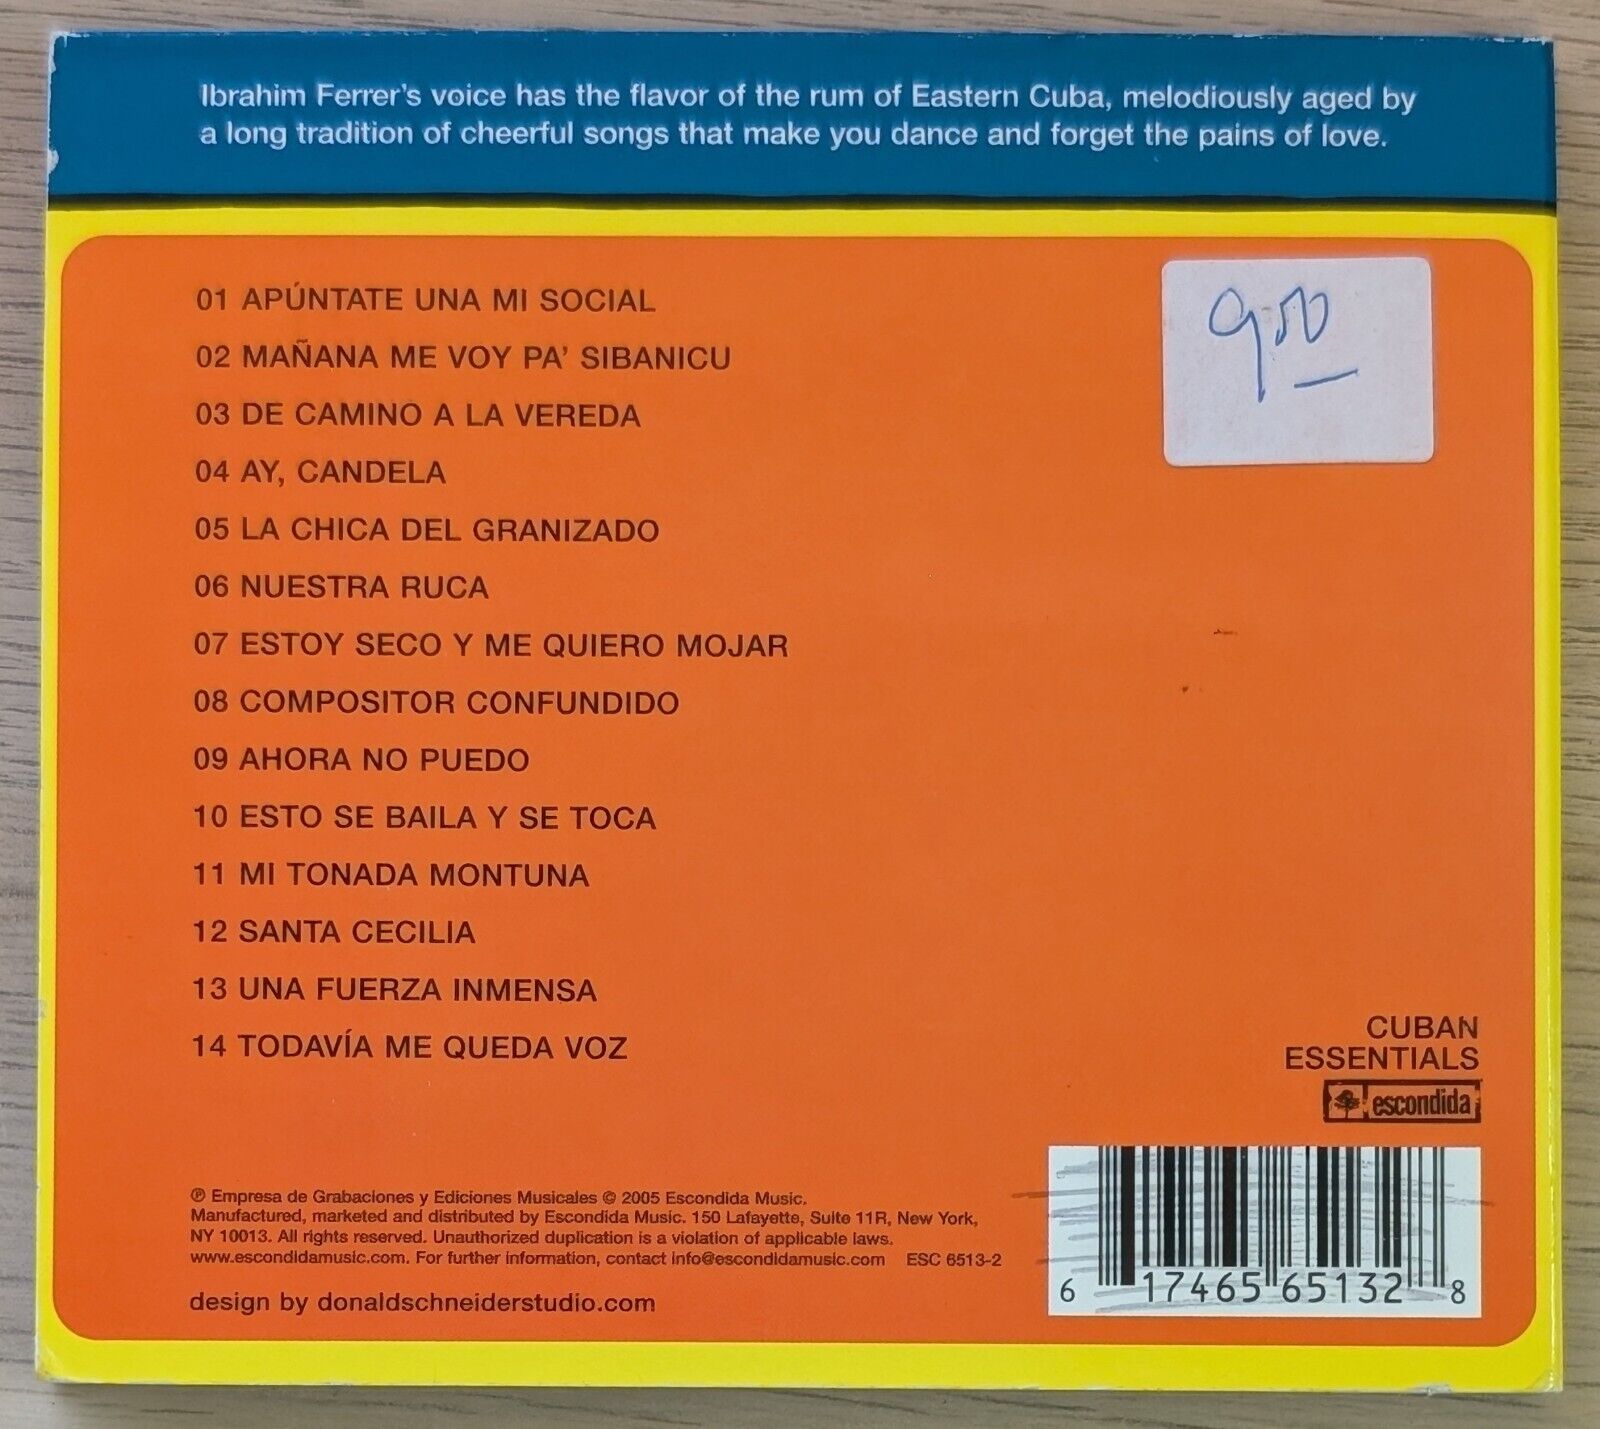 Ibrahim Ferrer's voice has the flavor of the rum of Eastern Cuba, melodiously aged by
a long tradition of cheerful songs that make you dance and forget the pains of love.
9.50
01 APÚNTATE UNA MI SOCIAL
02 MAÑANA ME VOY PA' SIBANICU
03 DE CAMINO A LA VEREDA
04 AY, CANDELA
05 LA CHICA DEL GRANIZADO
06 NUESTRA RUCA
07 ESTOY SECO Y ME QUIERO MOJAR
08 COMPOSITOR CONFUNDIDO
09 AHORA NO PUEDO
10 ESTO SE BAILA Y SE TOCA
11 MI TONADA MONTUNA
12 SANTA CECILIA
13 UNA FUERZA INMENSA
14 TODAVÍA ME QUEDA VOZ
CUBAN
ESSENTIALS
escondida
℗ Empresa de Grabaciones y Ediciones Musicales © 2005 Escondida Music.
Manufactured, marketed and distributed by Escondida Music. 150 Lafayette, Suite 11R, New York,
NY 10013. All rights reserved. Unauthorized duplication is a violation of applicable laws.
www.escondidamusic.com. For further information, contact info@escondidamusic.com ESC 6513-2
design by donaldschneiderstudio.com
6 17465 65132 8